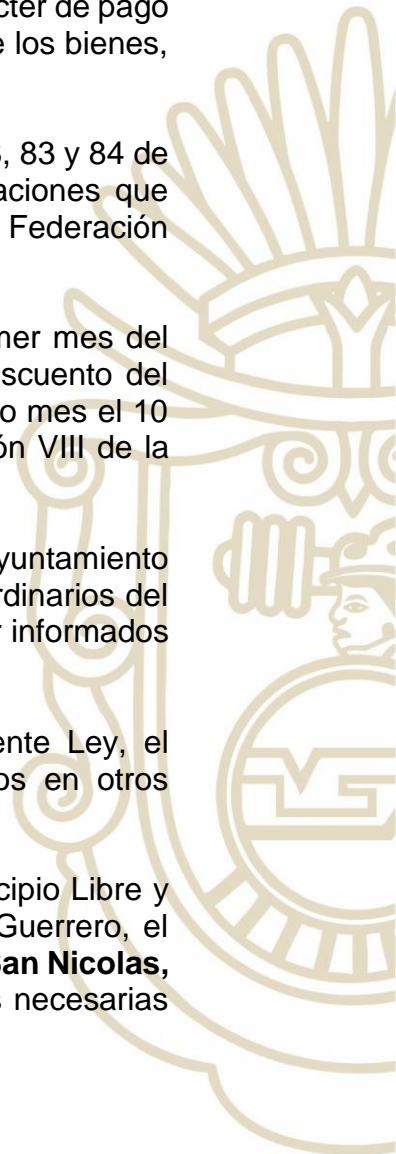 cter de pago
e los bienes,
, 83 y 84 de
aciones que
Federación
mer mes del
scuento del
o mes el 10
ón VIII de la
yuntamiento
rdinarios del
r informados
ente Ley, el
os en otros
cipio Libre y
Guerrero, el
San Nicolas,
s necesarias